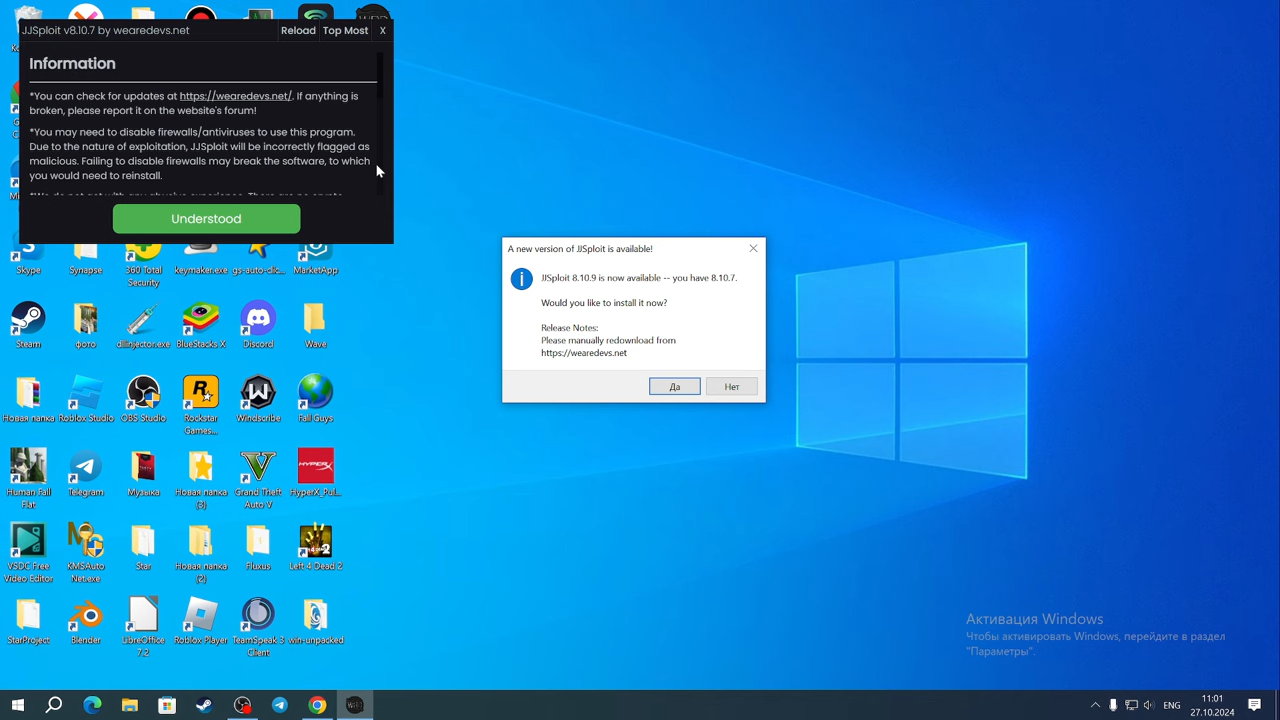 JJSploit v8.10.7 by wearedevs.net
Reload
Top Most
X
Information
*You can check for updates at https://wearedevs.net/. If anything is
broken, please report it on the website's forum!
*You may need to disable firewalls/antiviruses to use this program.
Due to the nature of exploitation, JJSploit will be incorrectly flagged as
malicious. Failing to disable firewalls may break the software, to which
you would need to reinstall.
Understood
A new version of JJSploit is available!
JJSploit 8.10.9 is now available -- you have 8.10.7.
Would you like to install it now?
Release Notes:
Please manually redownload from
https://wearedevs.net
Да
Нет
Skype
Synapse
360 Total
Security
keymaker.exe
gs-auto-clic...
MarketApp
Steam
фото
dllinjector.exe
BlueStacks X
Discord
Wave
Новая папка
Roblox Studio
OBS Studio
Rockstar
Games...
Windscribe
Fall Guys
Human Fall
Flat
Telegram
Музыка
Новая папка
(3)
Grand Theft
Auto V
HyperX_Pul...
VSDC Free
Video Editor
KMSAuto
Net.exe
Star
Новая папка
(2)
Fluxus
Left 4 Dead 2
StarProject
Blender
LibreOffice
7.2
Roblox Player
TeamSpeak 3
Client
win-unpacked
Активация Windows
Чтобы активировать Windows, перейдите в раздел
"Параметры".
ENG
11:01
27.10.2024